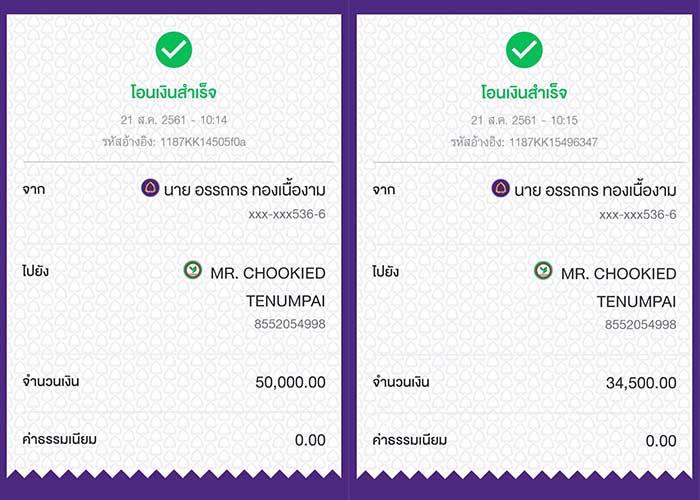 โอนเงินสำเร็จ
21 ส.ค. 2561 - 10:14
รหัสอ้างอิง: 1187KK14505f0a
จาก
นาย อรรถกร ทองเนื้องาม
xxx-xxx536-6
ไปยัง
MR. CHOOKIED
TENUMPAI
8552054998
จำนวนเงิน
50,000.00
ค่าธรรมเนียม
0.00
โอนเงินสำเร็จ
21 ส.ค. 2561 - 10:15
รหัสอ้างอิง: 1187KK15496347
จาก
นาย อรรถกร ทองเนื้องาม
xxx-xxx536-6
ไปยัง
MR. CHOOKIED
TENUMPAI
8552054998
จำนวนเงิน
34,500.00
ค่าธรรมเนียม
0.00